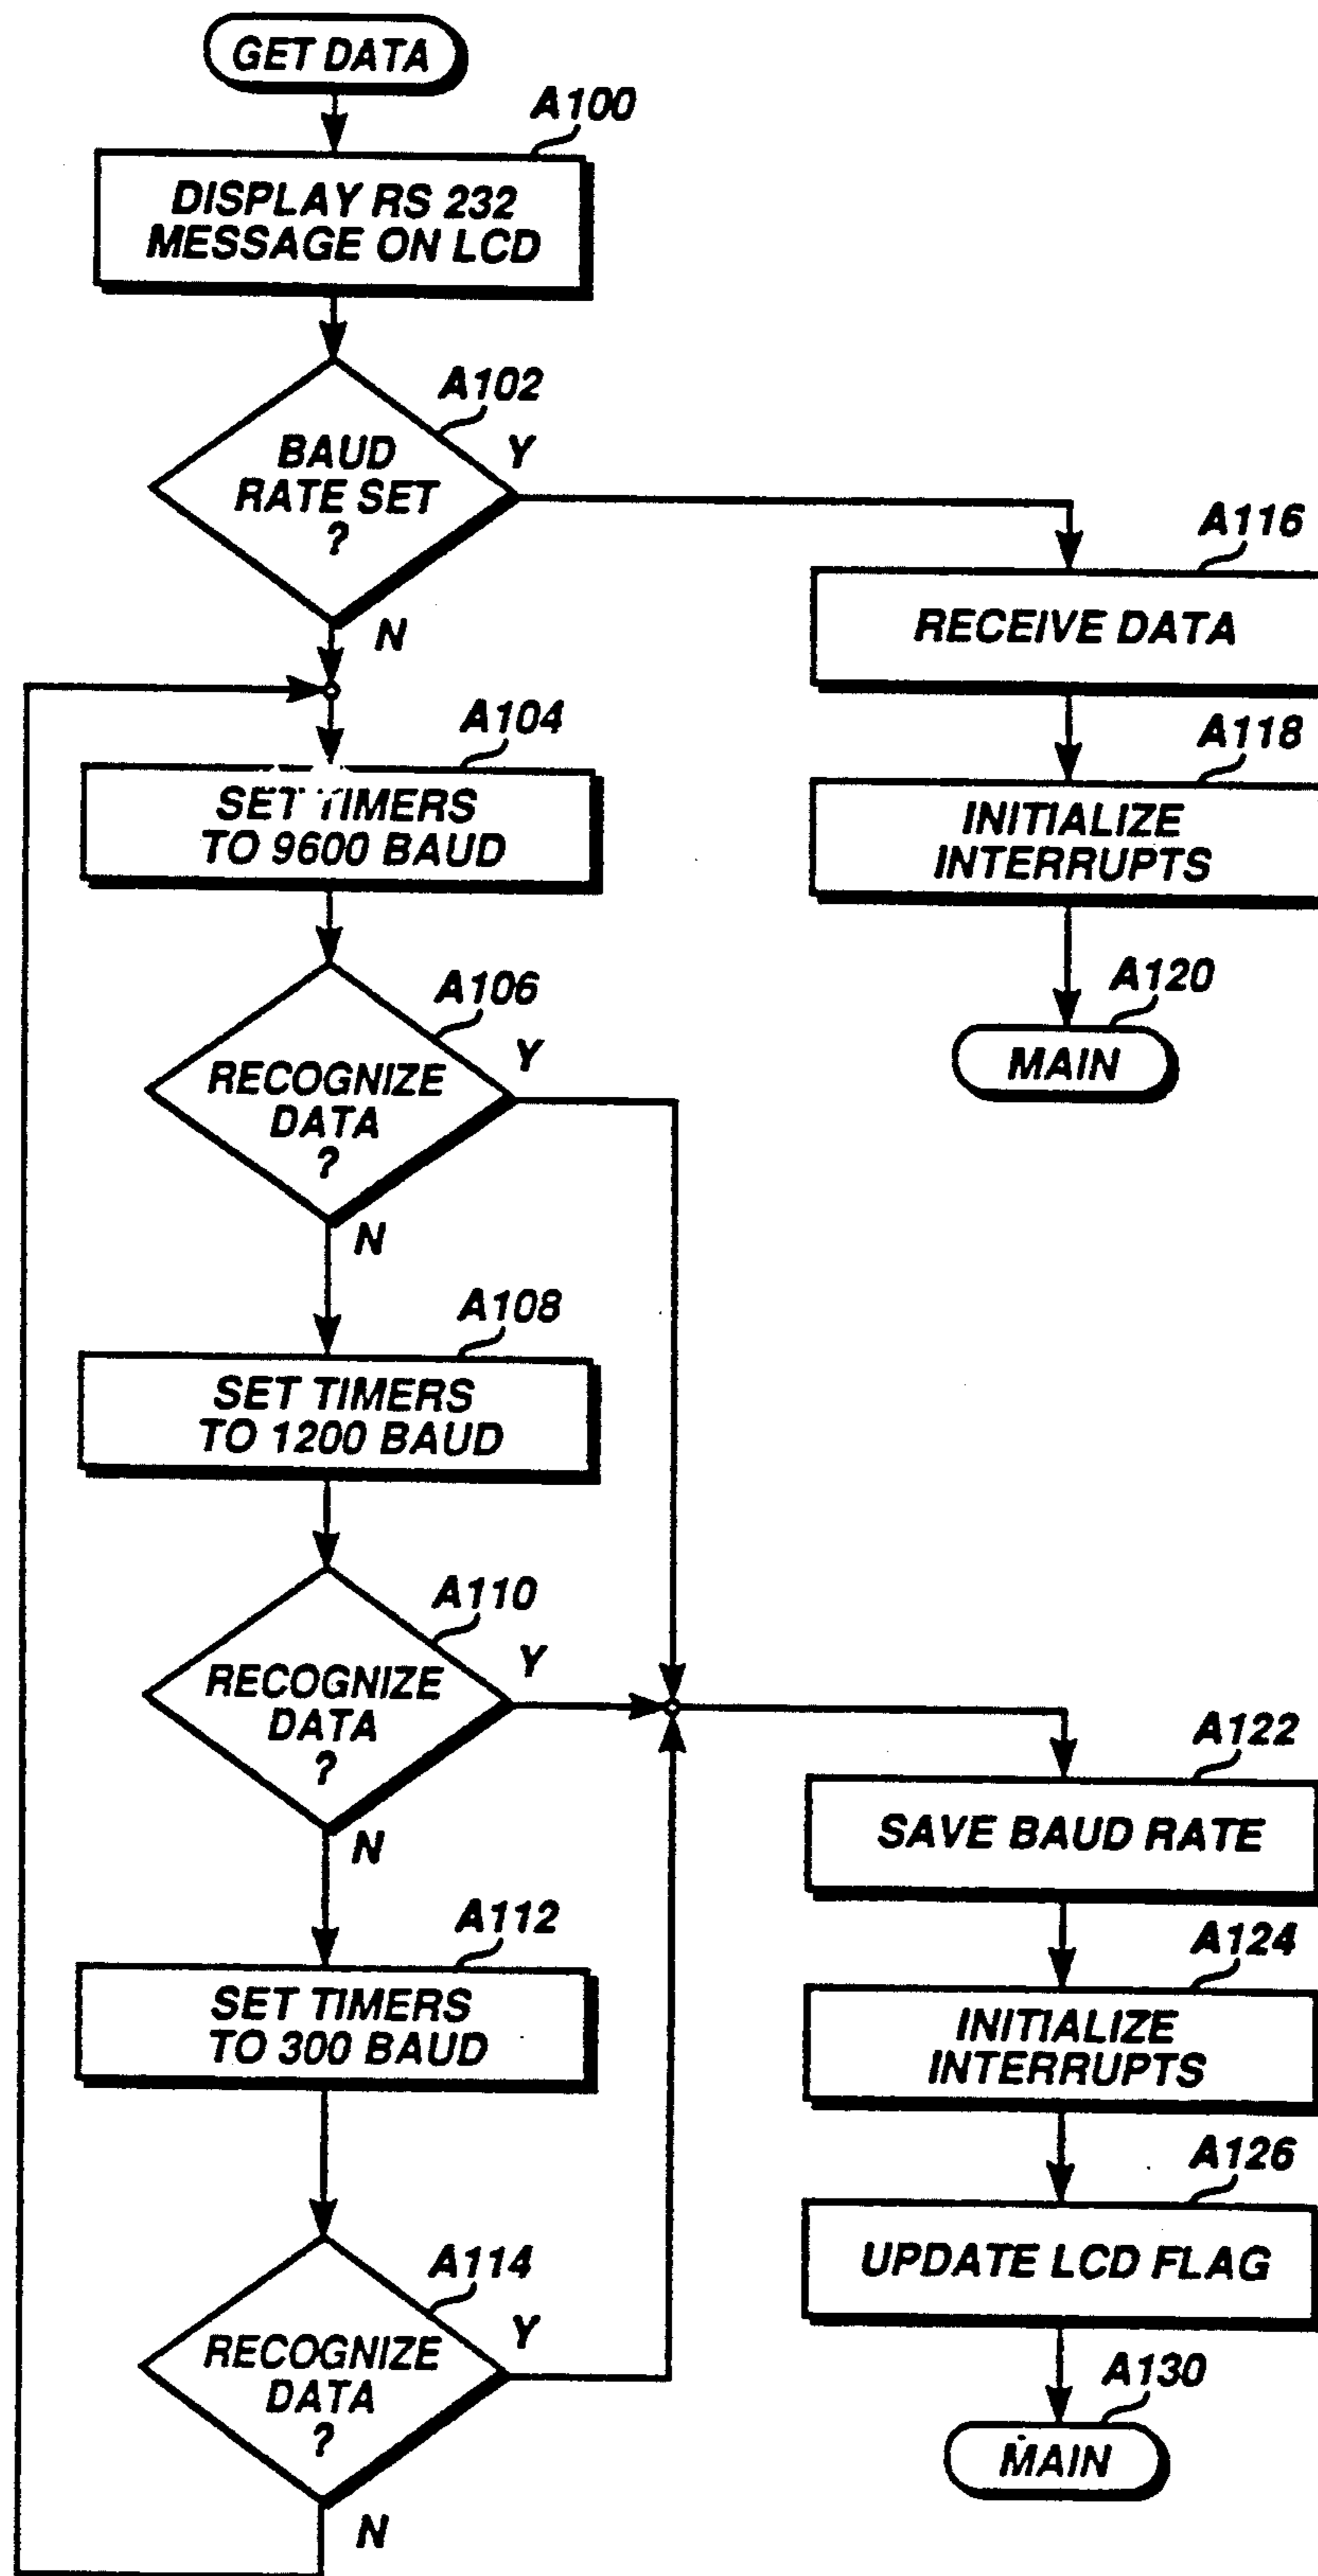 GET DATA
A100
DISPLAY RS 232
MESSAGE ON LCD
A102
BAUD
RATE SET
?
Y
N
A104
SET TIMERS
TO 9600 BAUD
A106
RECOGNIZE
DATA
?
Y
N
A108
SET TIMERS
TO 1200 BAUD
A110
RECOGNIZE
DATA
?
Y
N
A112
SET TIMERS
TO 300 BAUD
A114
RECOGNIZE
DATA
?
Y
N
A116
RECEIVE DATA
A118
INITIALIZE
INTERRUPTS
A120
MAIN
A122
SAVE BAUD RATE
A124
INITIALIZE
INTERRUPTS
A126
UPDATE LCD FLAG
A130
MAIN